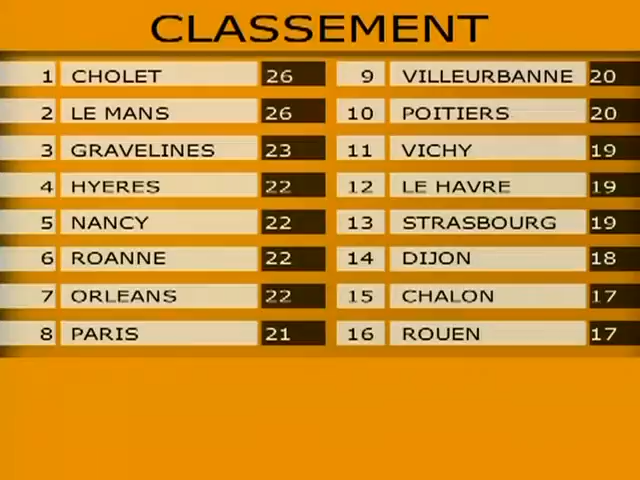 CLASSEMENT
1 CHOLET 26
2 LE MANS 26
3 GRAVELINES 23
4 HYERES 22
5 NANCY 22
6 ROANNE 22
7 ORLEANS 22
8 PARIS 21
9 VILLEURBANNE 20
10 POITIERS 20
11 VICHY 19
12 LE HAVRE 19
13 STRASBOURG 19
14 DIJON 18
15 CHALON 17
16 ROUEN 17